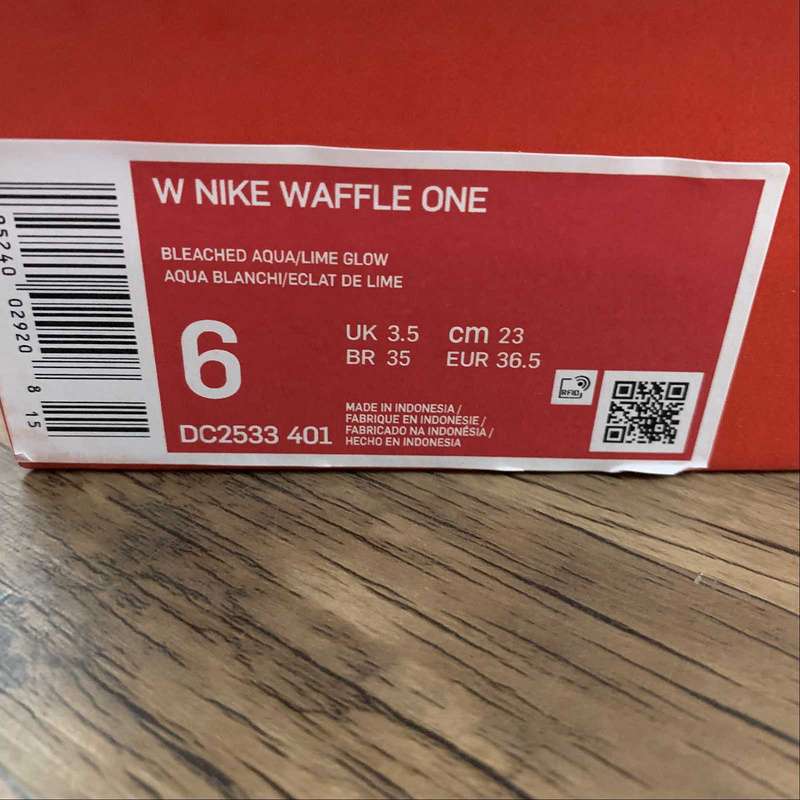 W NIKE WAFFLE ONE
BLEACHED AQUA/LIME GLOW
AQUA BLANCHI/ECLAT DE LIME
6
UK 3.5 cm 23
BR 35 EUR 36.5
DC2533 401
MADE IN INDONESIA /
FABRIQUE EN INDONESIE /
FABRICADO NA INDONÉSIA /
HECHO EN INDONESIA
RFID
02920
8 15